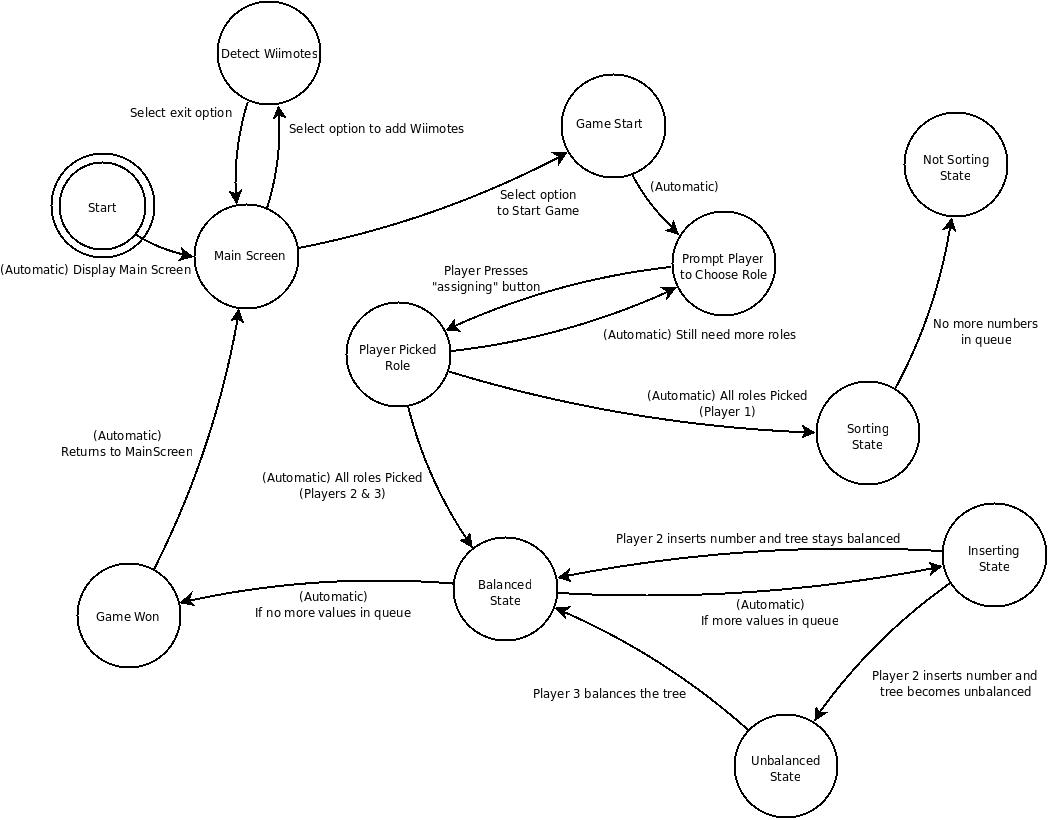 Detect Wiimotes
Select exit option
Select option to add Wiimotes
Game Start
Not Sorting
State
Start
Select option
to Start Game
(Automatic)
Main Screen
(Automatic) Display Main Screen
Prompt Player
to Choose Role
Player Presses
"assigning" button
(Automatic) Still need more roles
No more numbers
in queue
Player Picked
Role
(Automatic) All roles Picked
(Player 1)
Sorting
State
(Automatic)
Returns to MainScreen
(Automatic) All roles Picked
(Players 2 & 3)
Player 2 inserts number and tree stays balanced
Inserting
State
Balanced
State
(Automatic)
If no more values in queue
(Automatic)
If more values in queue
Game Won
Player 3 balances the tree
Player 2 inserts number and
tree becomes unbalanced
Unbalanced
State